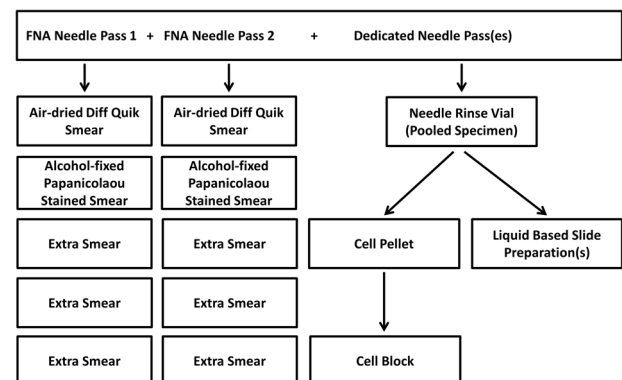 FNA Needle Pass 1 + FNA Needle Pass 2 + Dedicated Needle Pass(es)
Air-dried Diff Quik
Smear
Air-dried Diff Quik
Smear
Needle Rinse Vial
(Pooled Specimen)
Alcohol-fixed
Papanicolaou
Stained Smear
Alcohol-fixed
Papanicolaou
Stained Smear
Extra Smear
Extra Smear
Cell Pellet
Liquid Based Slide
Preparation(s)
Extra Smear
Extra Smear
Extra Smear
Extra Smear
Cell Block